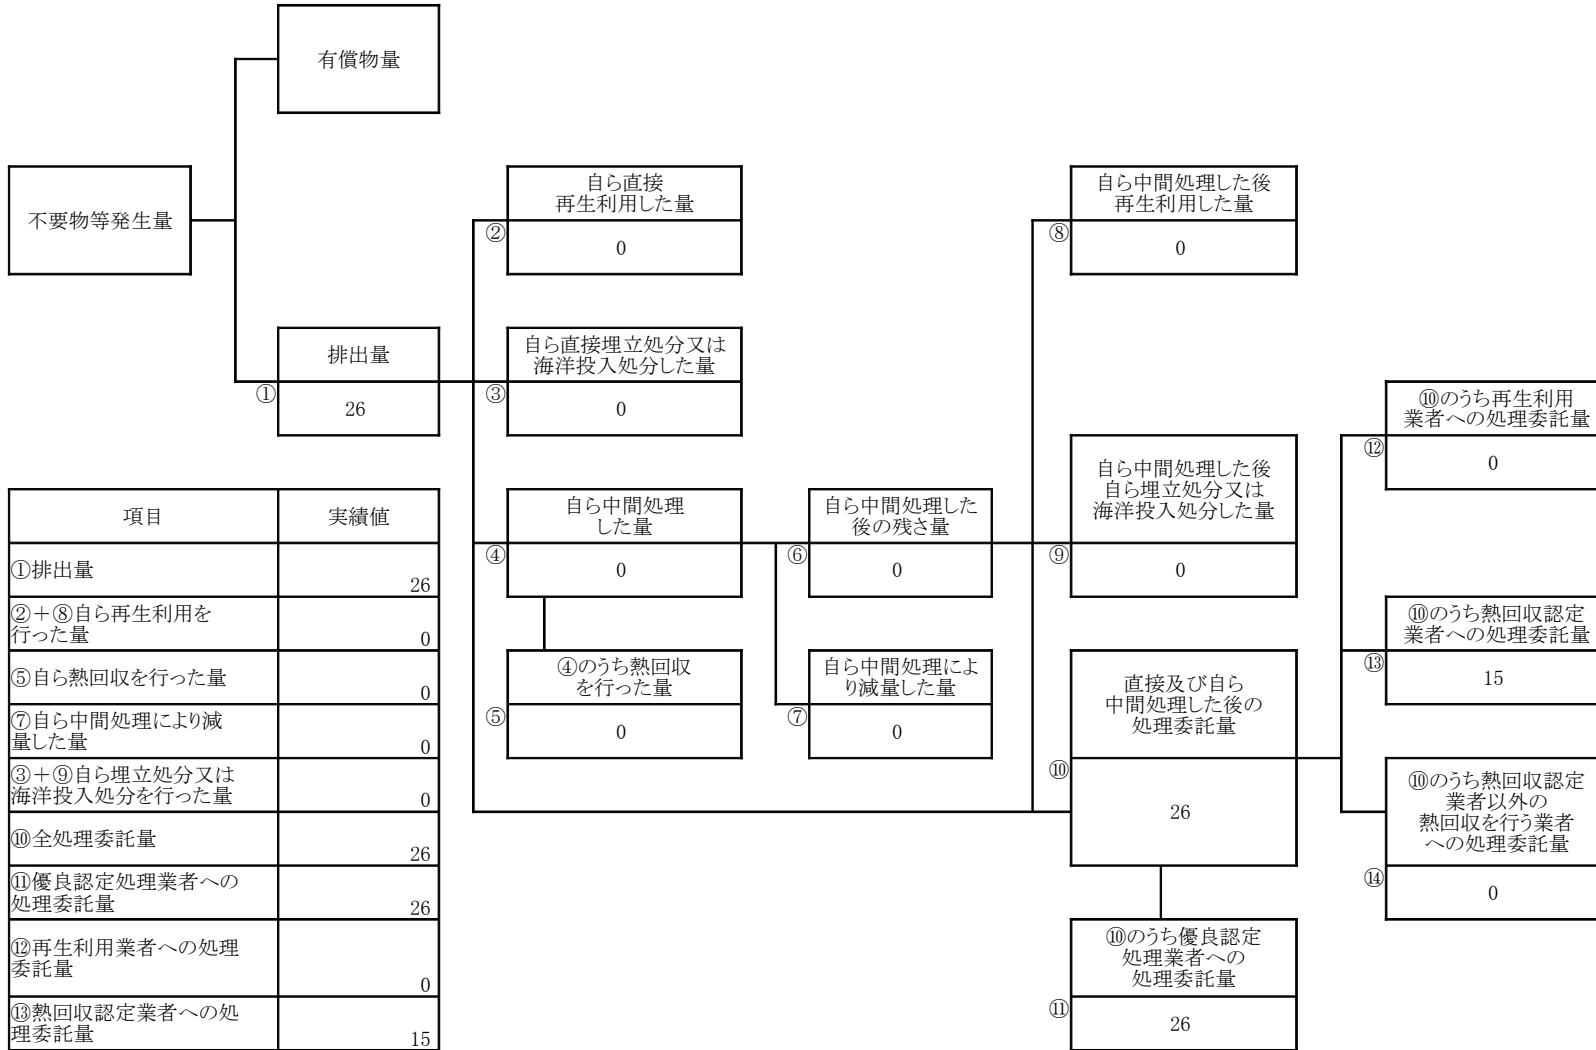 有償物量
不要物等発生量
自ら直接
再生利用した量
②
0
自ら中間処理した後
再生利用した量
⑧
0
排出量
①
26
自ら直接埋立処分又は
海洋投入処分した量
③
0
⑩のうち再生利用
業者への処理委託量
⑫
0
自ら中間処理
した量
④
0
自ら中間処理した
後の残さ量
⑥
0
自ら中間処理した後
自ら埋立処分又は
海洋投入処分した量
⑨
0
⑩のうち熱回収認定
業者への処理委託量
⑬
15
④のうち熱回収
を行った量
⑤
0
自ら中間処理によ
り減量した量
⑦
0
直接及び自ら
中間処理した後の
処理委託量
⑩
26
⑩のうち熱回収認定
業者以外の
熱回収を行う業者
への処理委託量
⑭
0
⑩のうち優良認定
処理業者への
処理委託量
⑪
26
項目 実績値
①排出量 26
②＋⑧自ら再生利用を
行った量 0
⑤自ら熱回収を行った量 0
⑦自ら中間処理により減
量した量 0
③＋⑨自ら埋立処分又は
海洋投入処分を行った量 0
⑩全処理委託量 26
⑪優良認定処理業者への
処理委託量 26
⑫再生利用業者への処理
委託量 0
⑬熱回収認定業者への処
理委託量 15